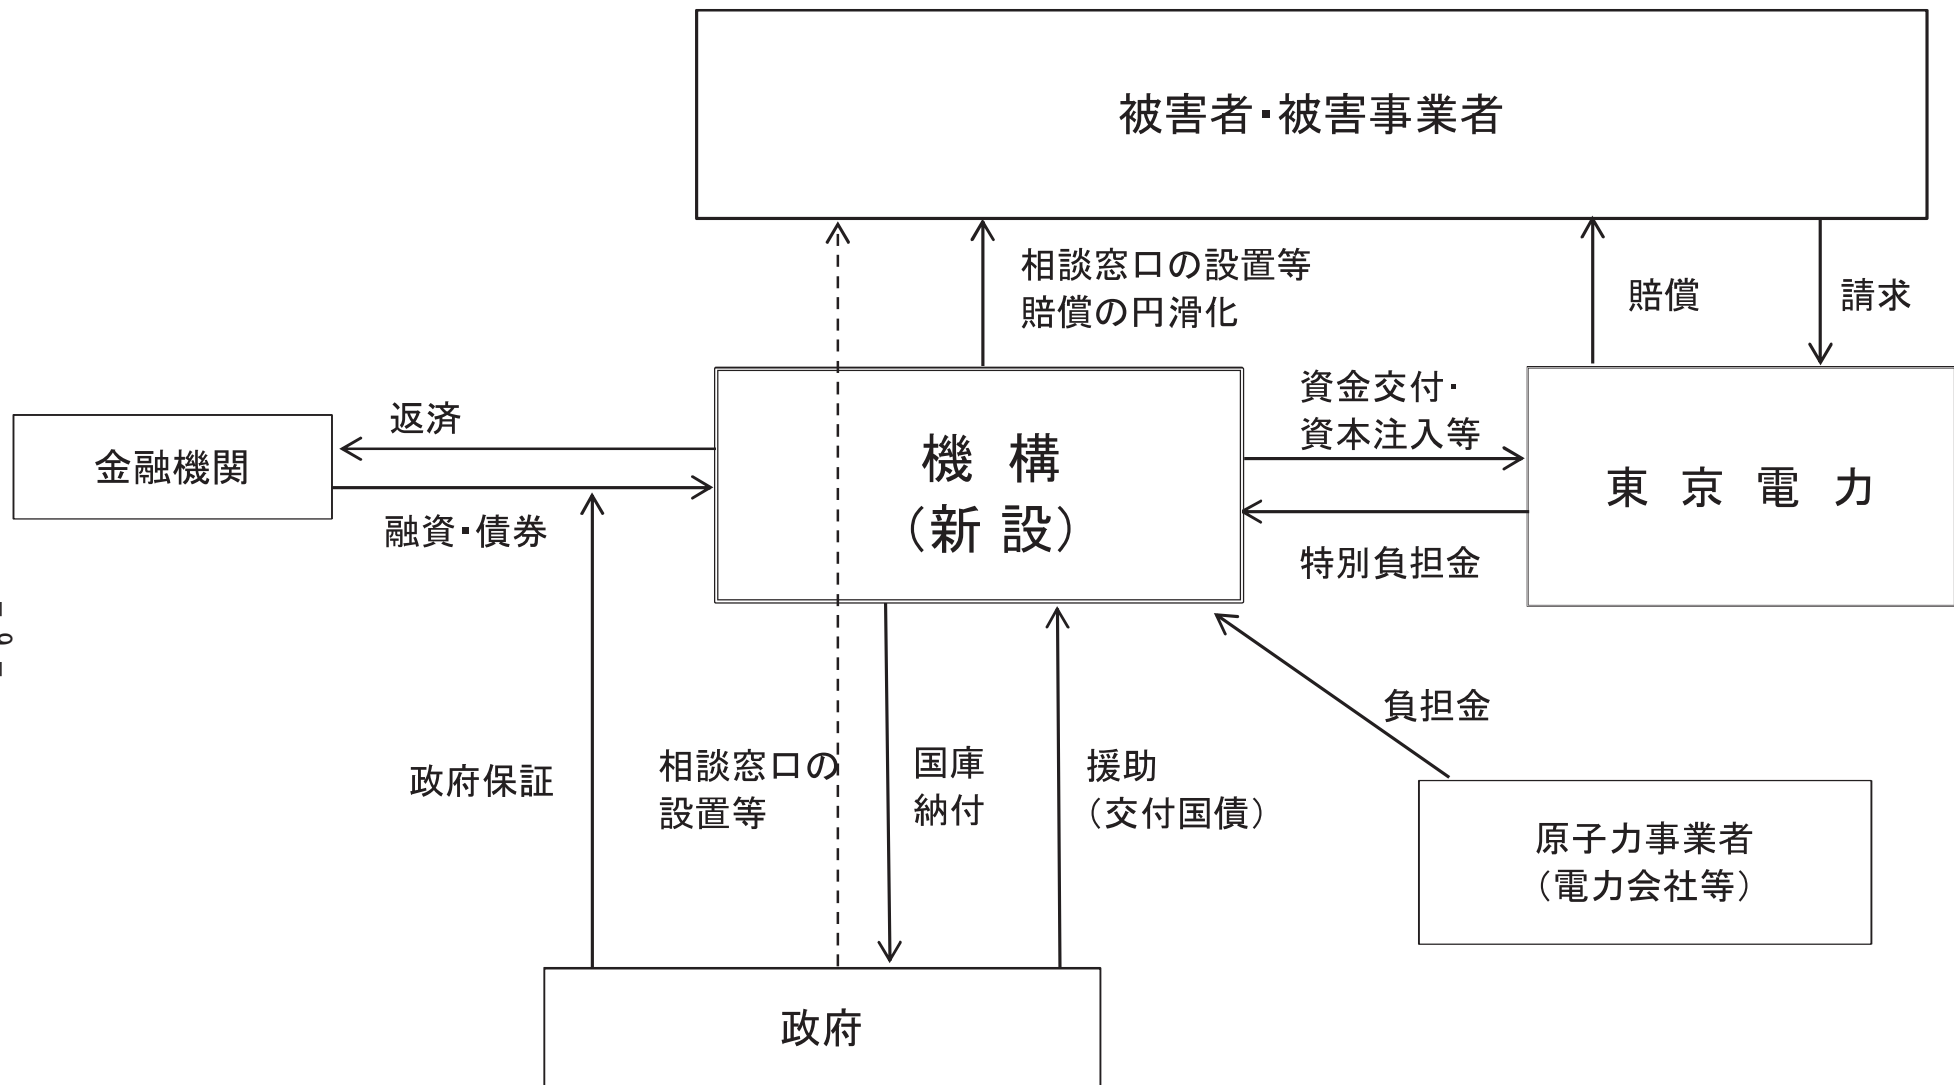 被害者・被害事業者
相談窓口の設置等
賠償の円滑化
賠償
請求
資金交付・
資本注入等
返済
金融機関
機 構
（新 設）
東 京 電 力
融資・債券
特別負担金
- 6 -
負担金
政府保証
相談窓口の
設置等
国庫
納付
援助
（交付国債）
原子力事業者
（電力会社等）
政府